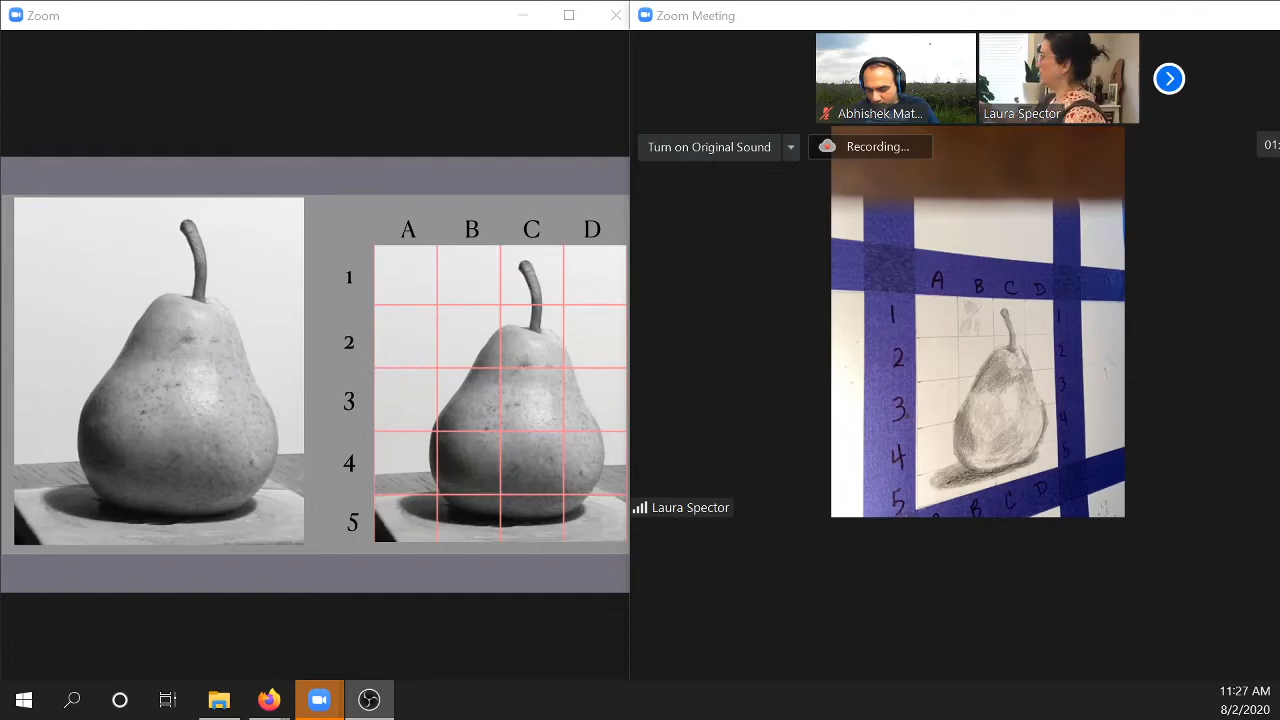 Zoom
Zoom Meeting
Abhishek Mat...
Laura Spector
Turn on Original Sound
Recording...
01:
A B C D
1
2
3
4
5
A B C D
1 1
2 2
3 3
4 4
5 5
B C D
Laura Spector
11:27 AM
8/2/2020